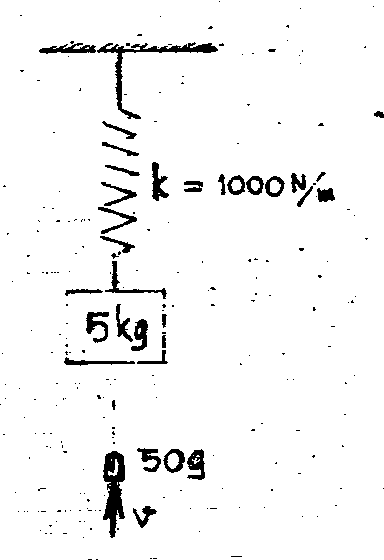 k = 1000 N/m
5kg
50g
v